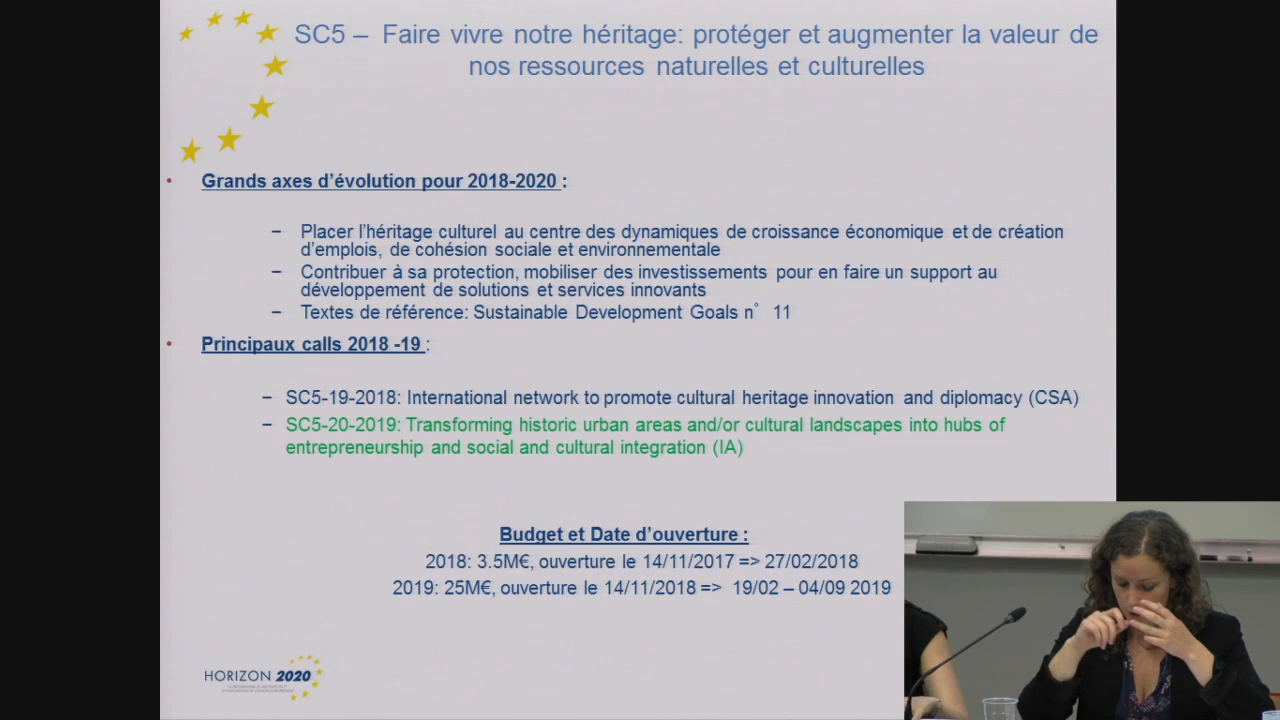 SC5 – Faire vivre notre héritage: protéger et augmenter la valeur de
nos ressources naturelles et culturelles
• Grands axes d’évolution pour 2018-2020 :
– Placer l’héritage culturel au centre des dynamiques de croissance économique et de création
d’emplois, de cohésion sociale et environnementale
– Contribuer à sa protection, mobiliser des investissements pour en faire un support au
développement de solutions et services innovants
– Textes de référence: Sustainable Development Goals n° 11
• Principaux calls 2018 -19 :
– SC5-19-2018: International network to promote cultural heritage innovation and diplomacy (CSA)
– SC5-20-2019: Transforming historic urban areas and/or cultural landscapes into hubs of
entrepreneurship and social and cultural integration (IA)
Budget et Date d’ouverture :
2018: 3.5M€, ouverture le 14/11/2017 => 27/02/2018
2019: 25M€, ouverture le 14/11/2018 => 19/02 – 04/09 2019
HORIZON 2020